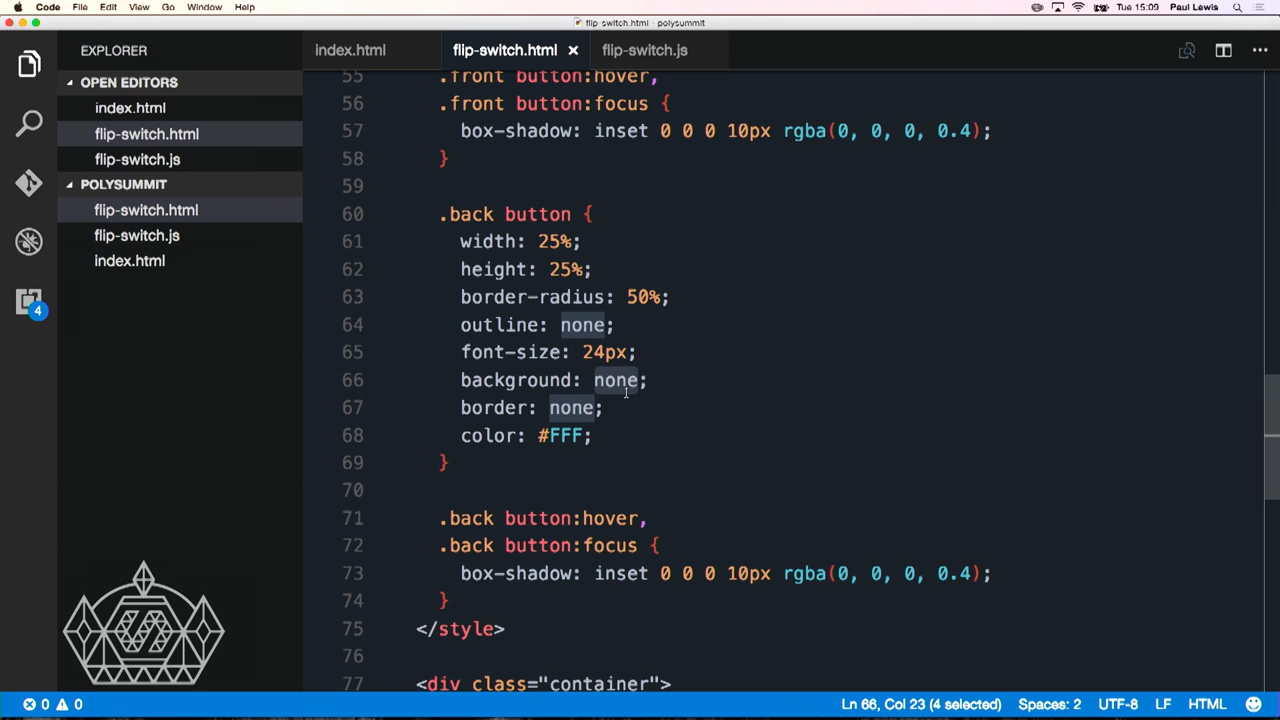 Code File Edit View Go Window Help Tue 15:09 Paul Lewis
flip-switch.html — polysummit
EXPLORER
OPEN EDITORS
index.html
flip-switch.html
flip-switch.js
POLYSUMMIT
flip-switch.html
flip-switch.js
index.html
4
index.html flip-switch.html × flip-switch.js
55 .front button:hover,
56 .front button:focus {
57 box-shadow: inset 0 0 0 10px rgba(0, 0, 0, 0.4);
58 }
59
60 .back button {
61 width: 25%;
62 height: 25%;
63 border-radius: 50%;
64 outline: none;
65 font-size: 24px;
66 background: none;
67 border: none;
68 color: #FFF;
69 }
70
71 .back button:hover,
72 .back button:focus {
73 box-shadow: inset 0 0 0 10px rgba(0, 0, 0, 0.4);
74 }
75 </style>
76
77 <div class="container">
0 0 Ln 66, Col 23 (4 selected) Spaces: 2 UTF-8 LF HTML